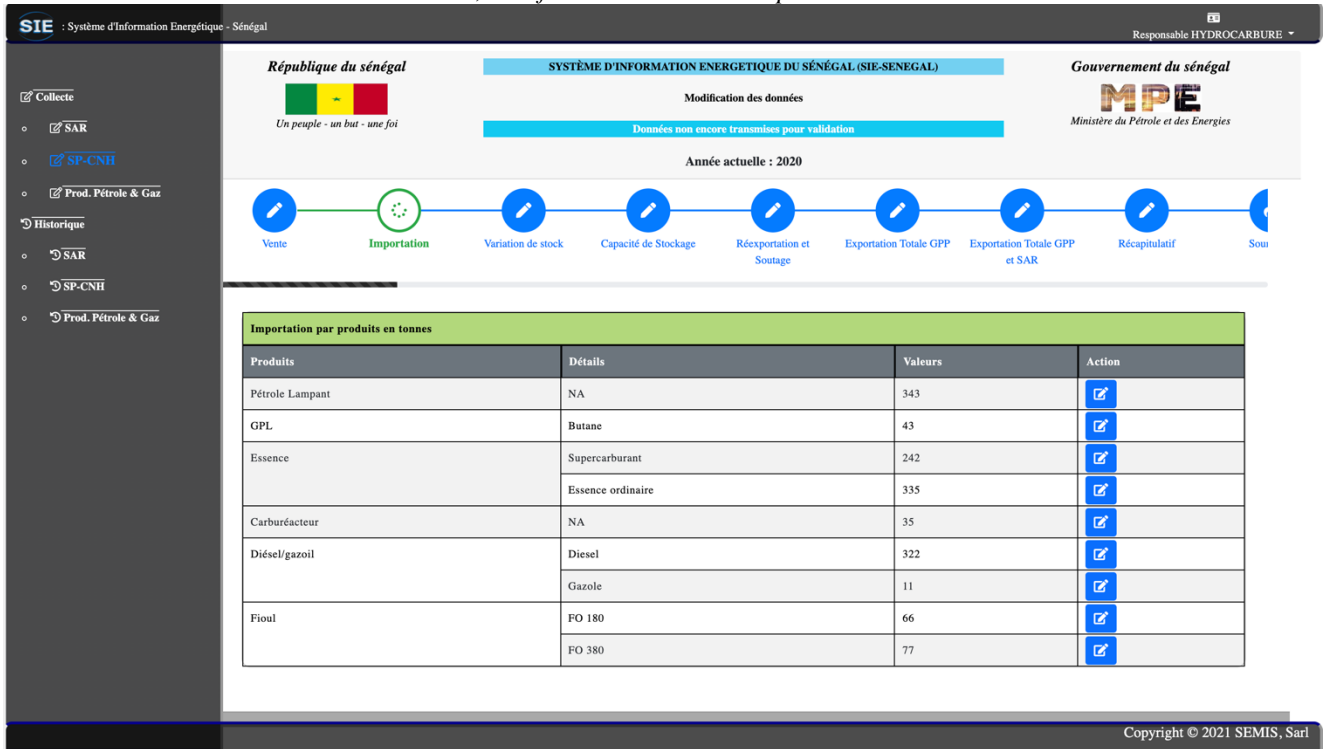 SIE : Système d'Information Energétique - Sénégal
Responsable HYDROCARBURE
Collecte
SAR
SP-CNH
Prod. Pétrole & Gaz
Historique
SAR
SP-CNH
Prod. Pétrole & Gaz
République du sénégal
Un peuple - un but - une foi
SYSTÈME D'INFORMATION ENERGETIQUE DU SÉNÉGAL (SIE-SENEGAL)
Modification des données
Données non encore transmises pour validation
Année actuelle : 2020
Gouvernement du sénégal
MPE
Ministère du Pétrole et des Energies
Vente
Importation
Variation de stock
Capacité de Stockage
Réexportation et
Soutage
Exportation Totale GPP
Exportation Totale GPP
et SAR
Récapitulatif
Importation par produits en tonnes
Produits Détails Valeurs Action
Pétrole Lampant NA 343
GPL Butane 43
Essence Supercarburant 242
Essence ordinaire 335
Carburéacteur NA 35
Diésel/gazoil Diesel 322
Gazole 11
Fioul FO 180 66
FO 380 77
Copyright © 2021 SEMIS, Sarl